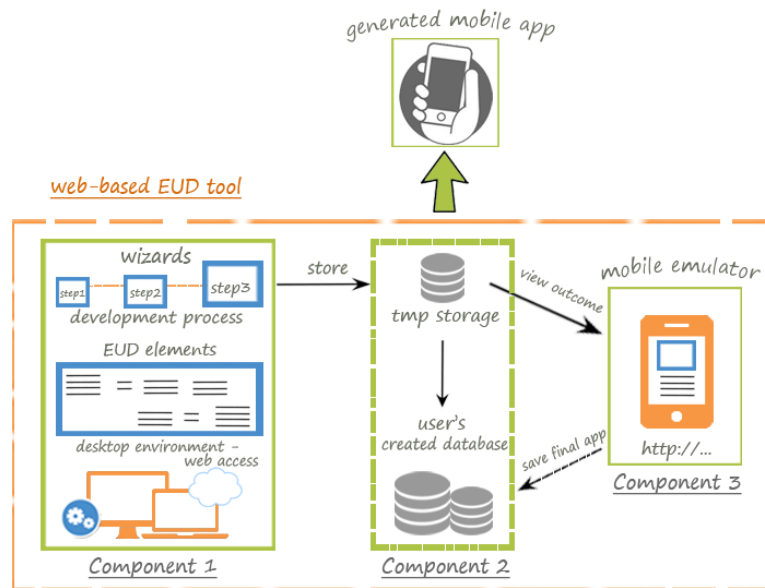 generated mobile app
web-based EUD tool
wizards
step1
step2
step3
development process
EUD elements
desktop environment -
web access
Component 1
store
tmp storage
user's
created database
Component 2
view outcome
save final app
mobile emulator
http://...
Component 3